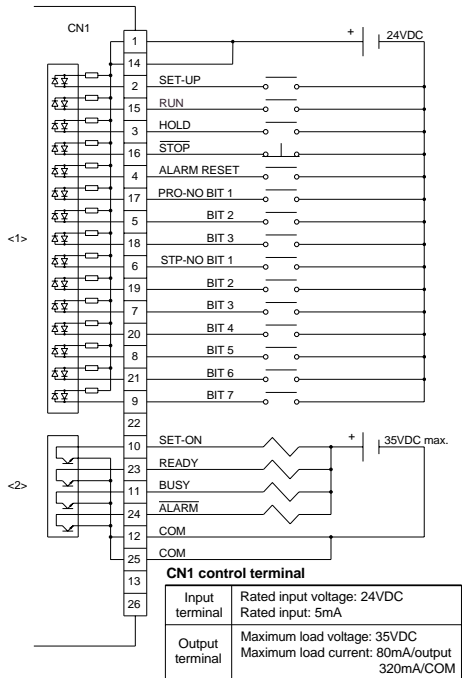 CN1
+ 24VDC
1
14
2 SET-UP
15 RUN
3 HOLD
16 STOP
4 ALARM RESET
17 PRO-NO BIT 1
5 BIT 2
<1> 18 BIT 3
6 STP-NO BIT 1
19 BIT 2
7 BIT 3
20 BIT 4
8 BIT 5
21 BIT 6
9 BIT 7
22
10 SET-ON + 35VDC max.
23 READY
<2> 11 BUSY
24 ALARM
12 COM
25 COM
13
26
CN1 control terminal
Input terminal
Rated input voltage: 24VDC
Rated input: 5mA
Output terminal
Maximum load voltage: 35VDC
Maximum load current: 80mA/output
320mA/COM